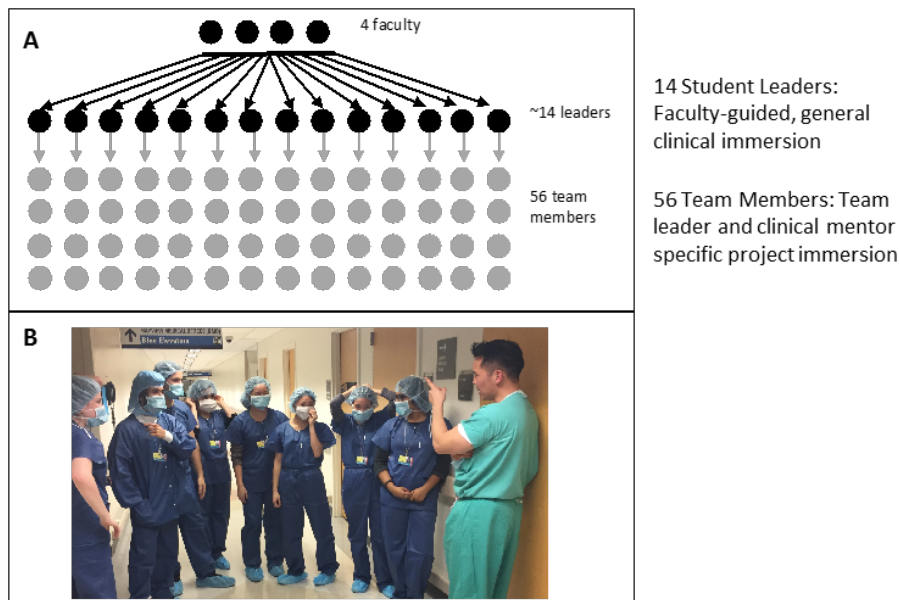 A
4 faculty
~14 leaders
56 team
members
14 Student Leaders:
Faculty-guided, general
clinical immersion
56 Team Members: Team
leader and clinical mentor
specific project immersion
B
Blue Elevators